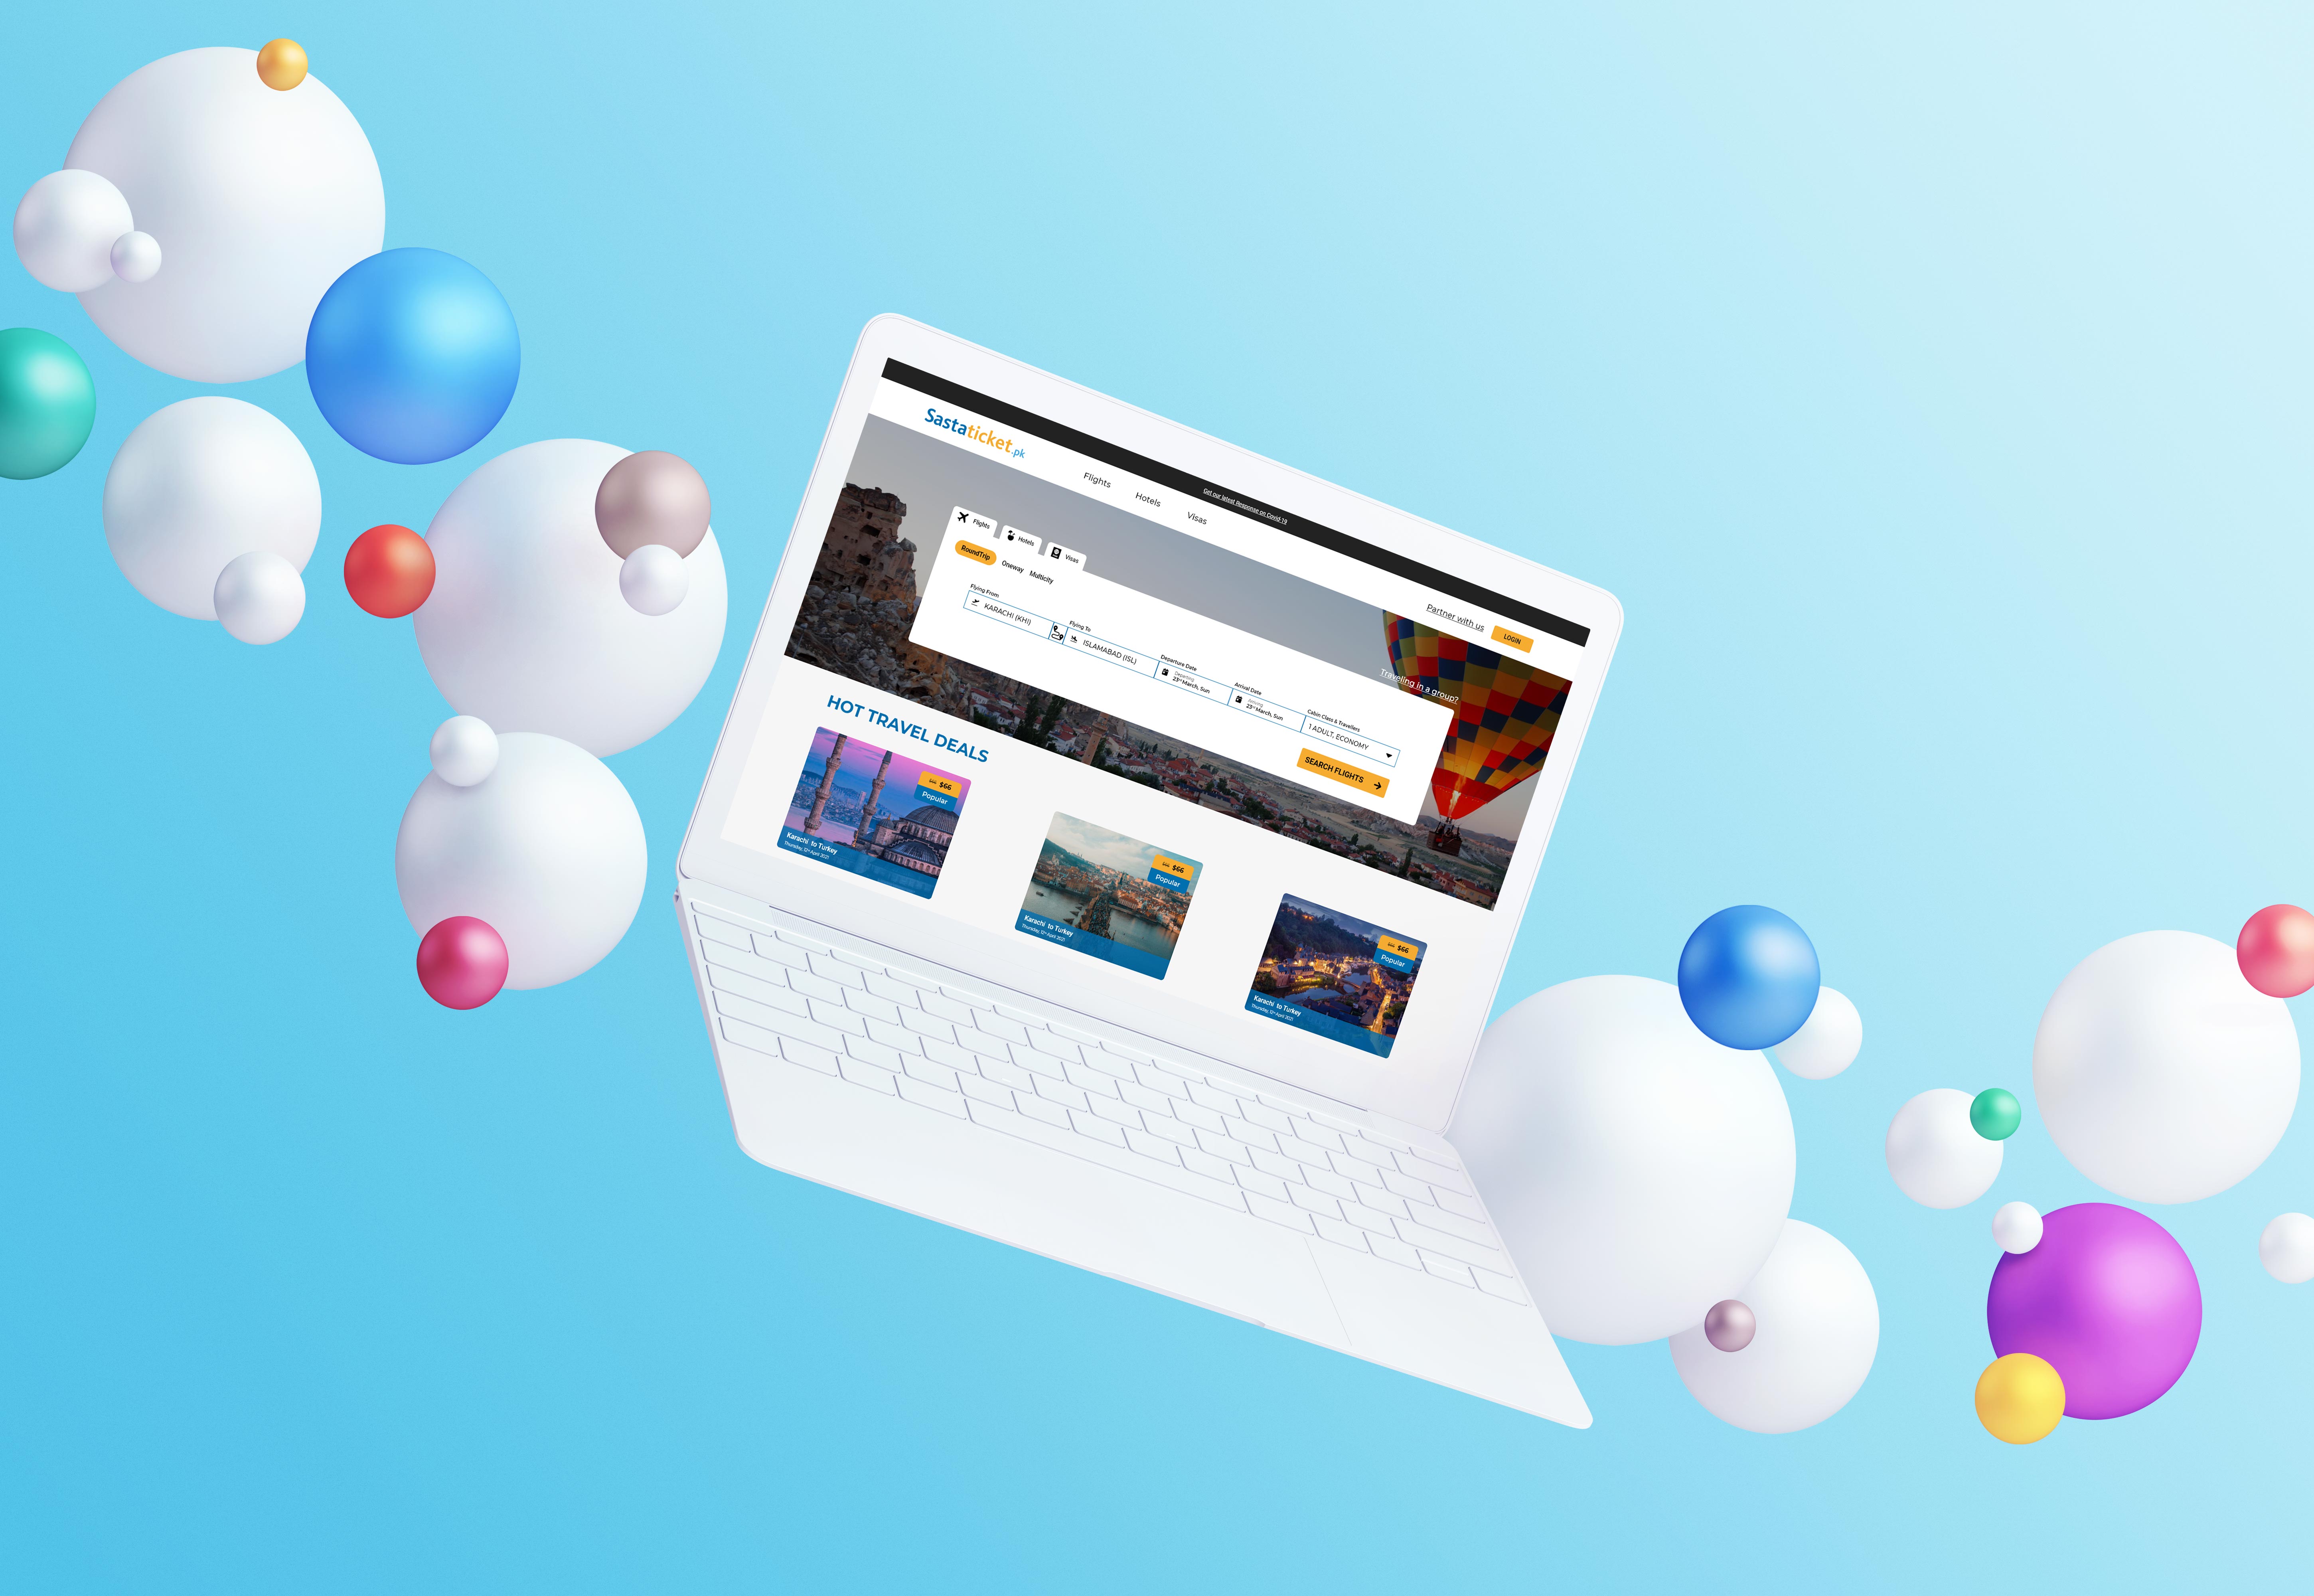 Get our latest Response on Covid 19
Sastaticket.pk
Flights
Hotels
Visas
Partner with us
LOGIN
Flights
Hotels
Visas
RoundTrip
Oneway
Multicity
Traveling in a group?
Flying From
KARACHI (KHI)
Flying To
ISLAMABAD (ISL)
Departure Date
Departing
23rd March, Sun
Arrival Date
23rd March, Sun
Cabin Class & Travellers
1 ADULT, ECONOMY
SEARCH FLIGHTS
HOT TRAVEL DEALS
$66
Popular
Karachi to Turkey
Thursday, 12th April 2021
$66
Popular
Karachi to Turkey
Thursday, 12th April 2021
$66
Popular
Karachi to Turkey
Thursday, 12th April 2021